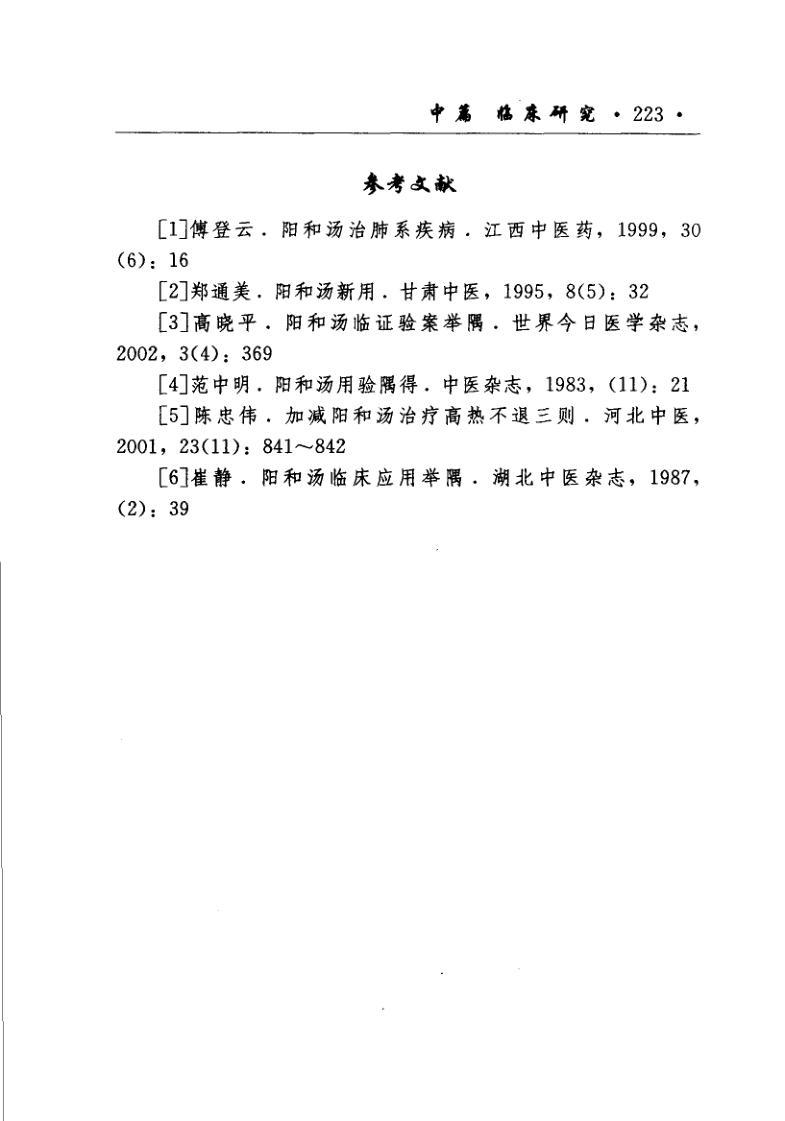 中篇 临床研究 · 223 ·
参考文献
[1]傅登云．阳和汤治肺系疾病．江西中医药，1999，30
(6)：16
[2]郑通美．阳和汤新用．甘肃中医，1995，8(5)：32
[3]高晓平．阳和汤临证验案举隅．世界今日医学杂志，
2002，3(4)：369
[4]范中明．阳和汤用验隅得．中医杂志，1983，(11)：21
[5]陈忠伟．加减阳和汤治疗高热不退三则．河北中医，
2001，23(11)：841～842
[6]崔静．阳和汤临床应用举隅．湖北中医杂志，1987，
(2)：39